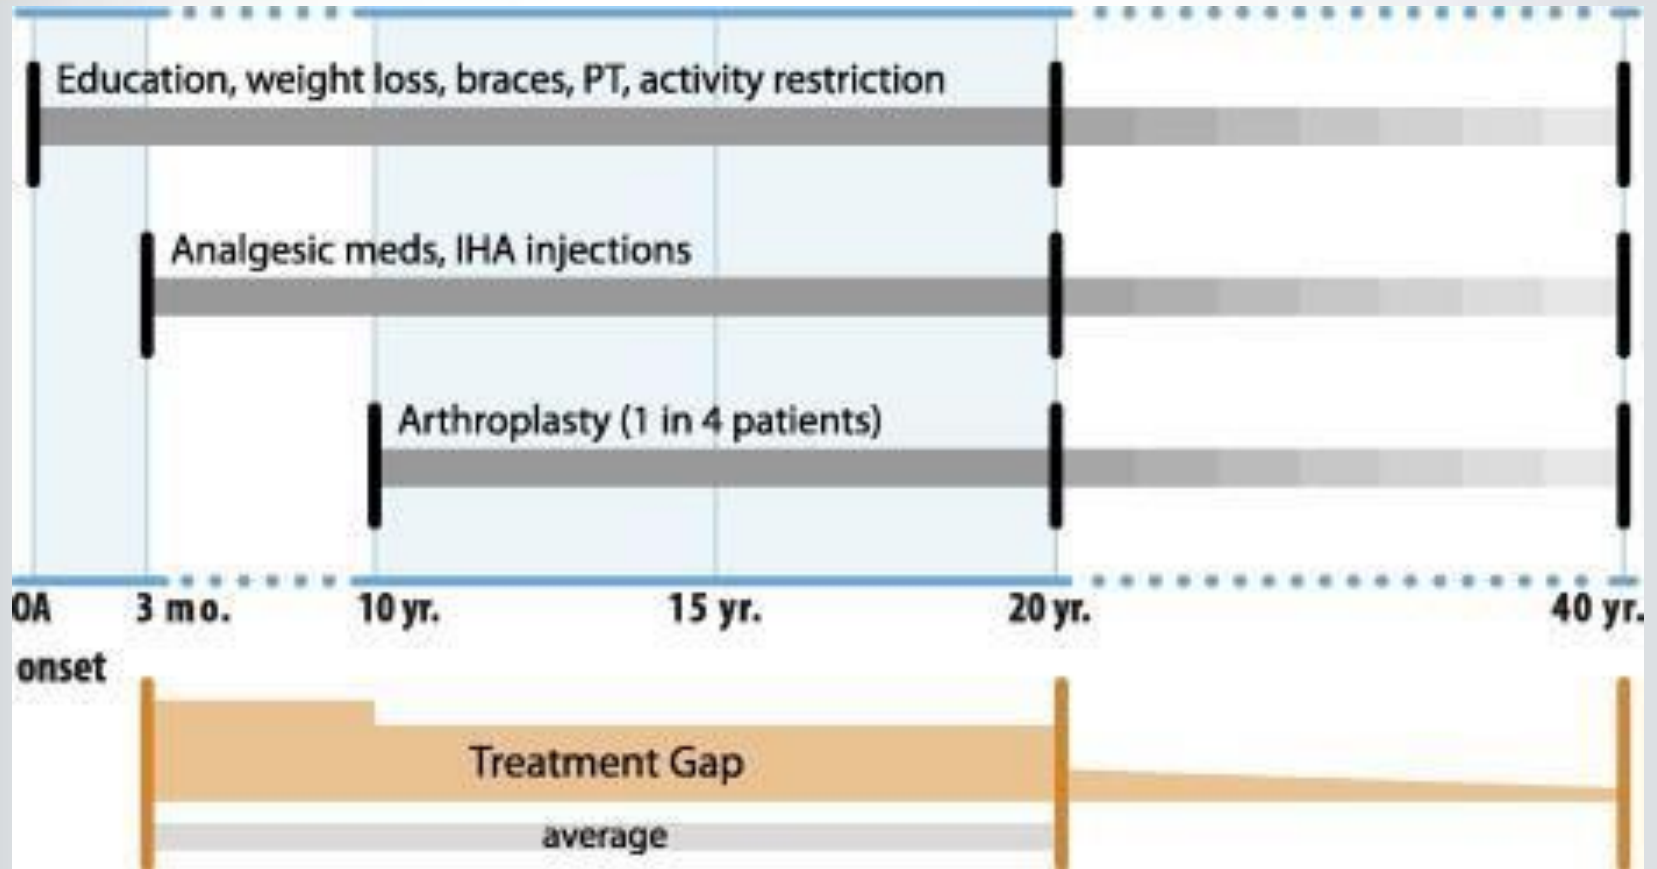 Education, weight loss, braces, PT, activity restriction
Analgesic meds, IHA injections
Arthroplasty (1 in 4 patients)
OA 3 mo. 10 yr. 15 yr. 20 yr. 40 yr.
onset
Treatment Gap
average